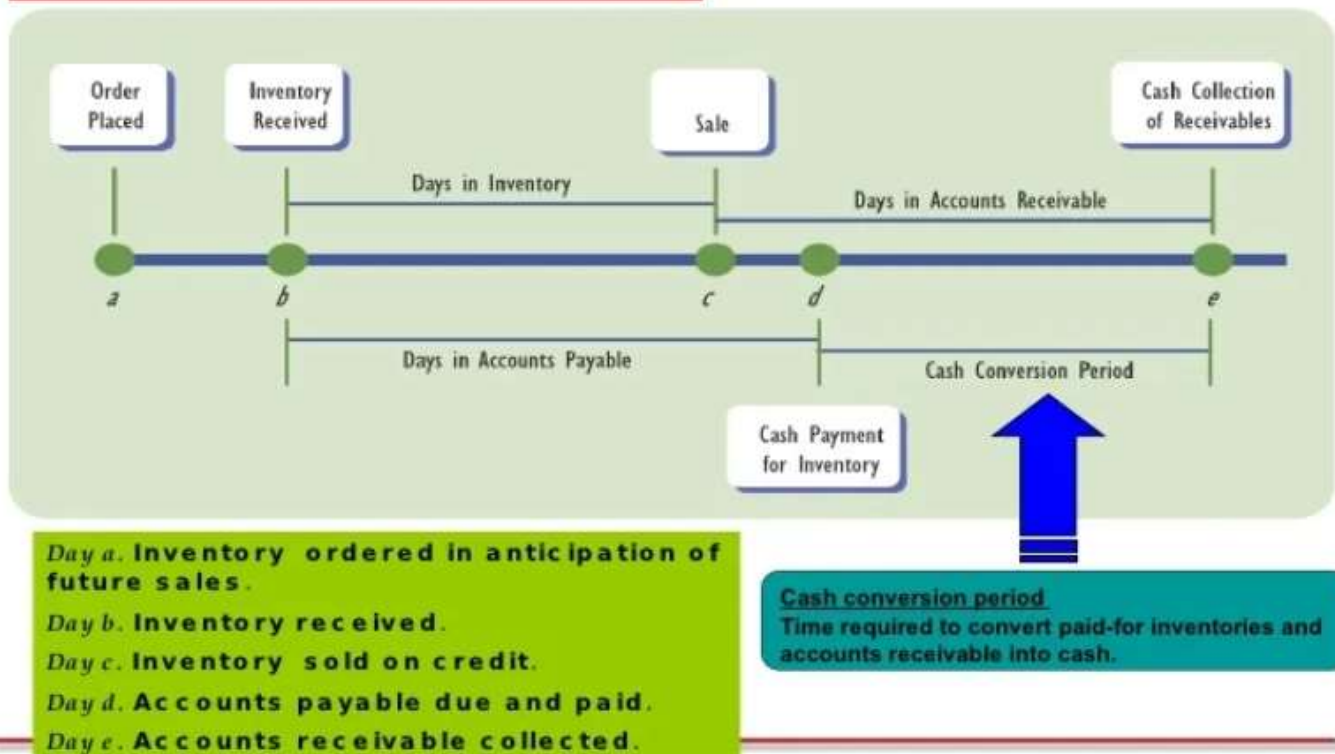 Order
Placed
Inventory
Received
Sale
Cash Collection
of Receivables
Days in Inventory
Days in Accounts Receivable
a
b
c
d
e
Days in Accounts Payable
Cash Conversion Period
Cash Payment
for Inventory
Day a. Inventory ordered in anticipation of
future sales.
Day b. Inventory received.
Day c. Inventory sold on credit.
Day d. Accounts payable due and paid.
Day e. Accounts receivable collected.
Cash conversion period
Time required to convert paid-for inventories and
accounts receivable into cash.